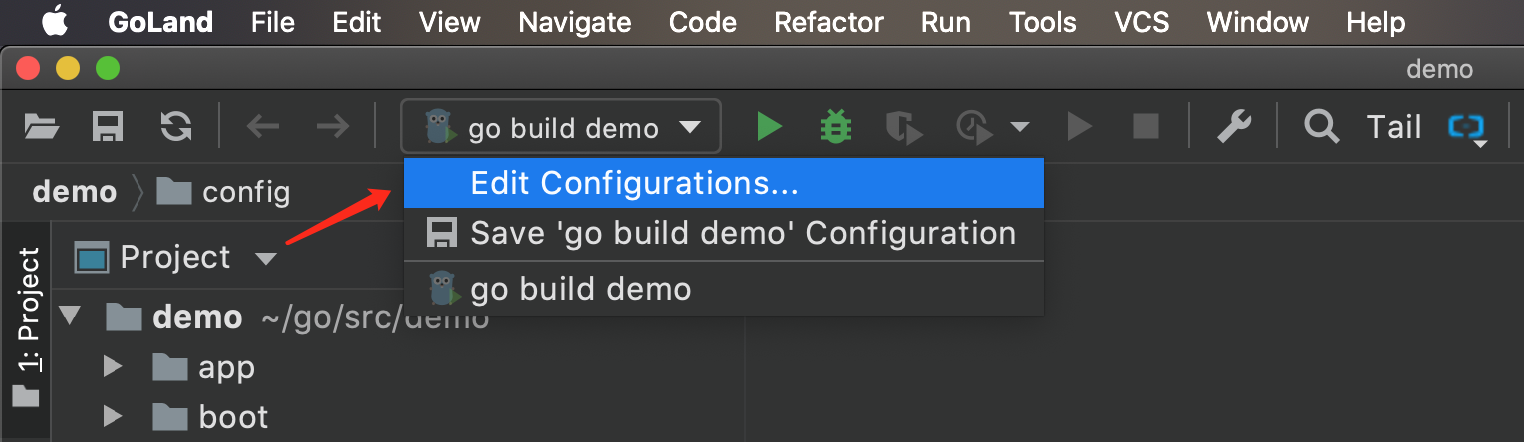 GoLand File Edit View Navigate Code Refactor Run Tools VCS Window Help
demo
go build demo Tail
Edit Configurations...
demo config
Save 'go build demo' Configuration
Project
go build demo
1: Project
demo ~/go/src/demo
app
boot